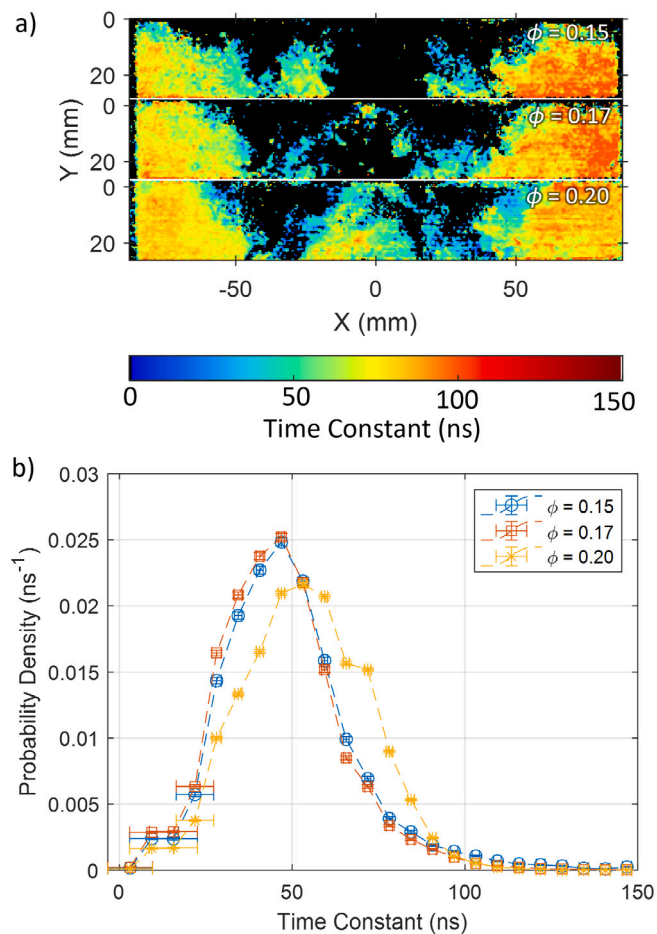 a)
0
ϕ = 0.15
20
0
ϕ = 0.17
20
0
ϕ = 0.20
20
Y (mm)
-50 0 50
X (mm)
0 50 100 150
Time Constant (ns)
b)
0.03
0.025
0.02
0.015
0.01
0.005
0
Probability Density (ns-1)
ϕ = 0.15
ϕ = 0.17
ϕ = 0.20
0 50 100 150
Time Constant (ns)